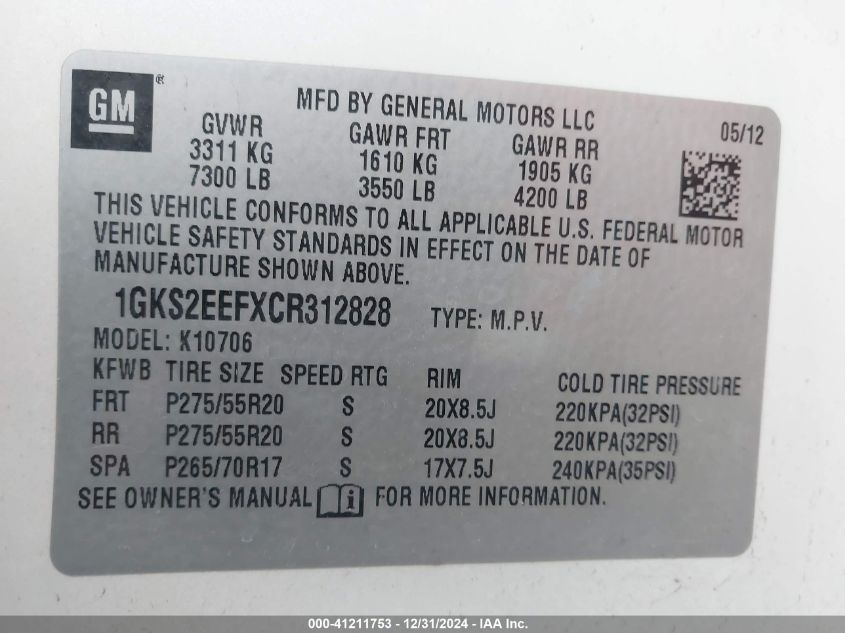 GM ®
MFD BY GENERAL MOTORS LLC
05/12
GVWR GAWR FRT GAWR RR
3311 KG 1610 KG 1905 KG
7300 LB 3550 LB 4200 LB
THIS VEHICLE CONFORMS TO ALL APPLICABLE U.S. FEDERAL MOTOR
VEHICLE SAFETY STANDARDS IN EFFECT ON THE DATE OF
MANUFACTURE SHOWN ABOVE.
1GKS2EEFXCR312828 TYPE: M.P.V.
MODEL: K10706
KFWB TIRE SIZE SPEED RTG RIM COLD TIRE PRESSURE
FRT P275/55R20 S 20X8.5J 220KPA(32PSI)
RR P275/55R20 S 20X8.5J 220KPA(32PSI)
SPA P265/70R17 S 17X7.5J 240KPA(35PSI)
SEE OWNER'S MANUAL i FOR MORE INFORMATION.
000-41211753 - 12/31/2024 - IAA Inc.